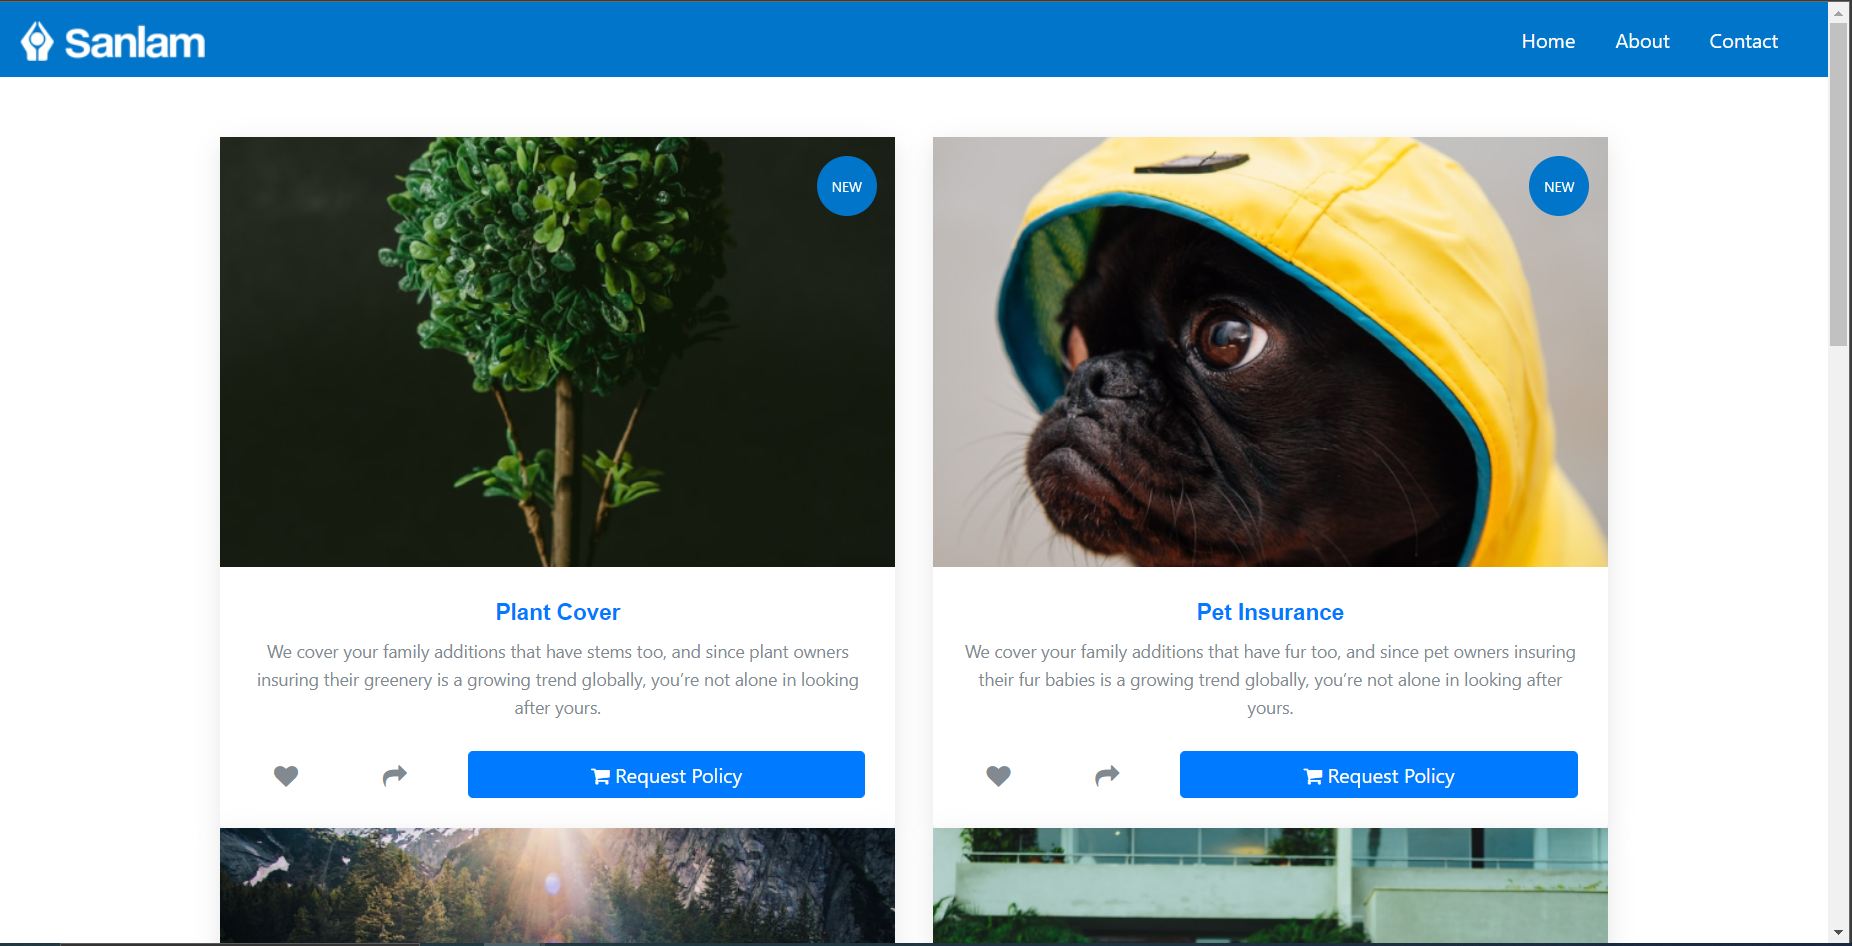 Sanlam
Home About Contact
NEW
NEW
Plant Cover
We cover your family additions that have stems too, and since plant owners
insuring their greenery is a growing trend globally, you’re not alone in looking
after yours.
Request Policy
Pet Insurance
We cover your family additions that have fur too, and since pet owners insuring
their fur babies is a growing trend globally, you’re not alone in looking after
yours.
Request Policy